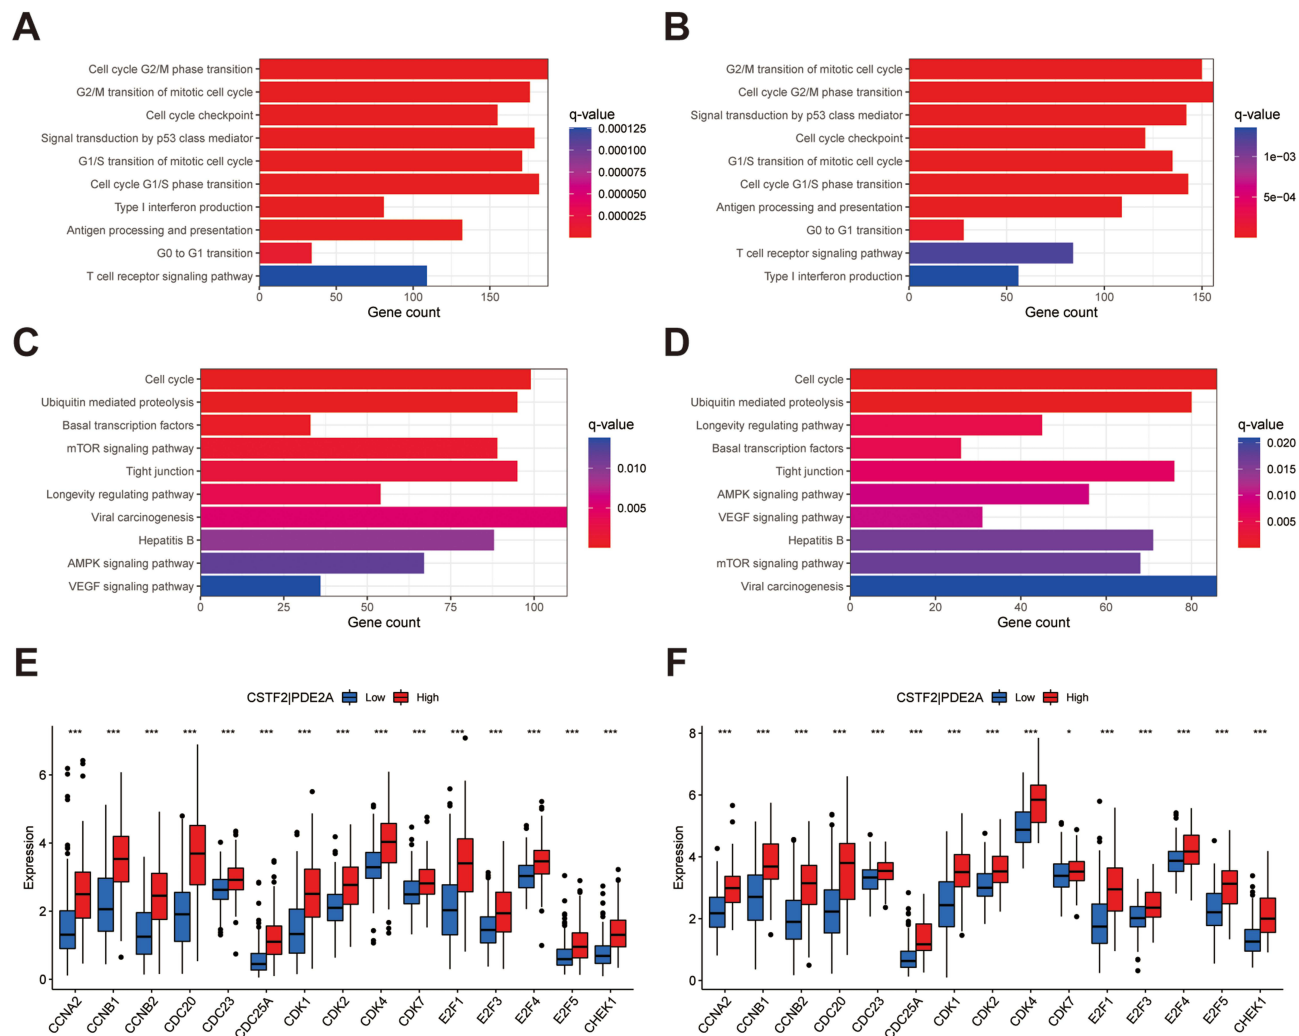 A
Cell cycle G2/M phase transition
G2/M transition of mitotic cell cycle
Cell cycle checkpoint
Signal transduction by p53 class mediator
G1/S transition of mitotic cell cycle
Cell cycle G1/S phase transition
Type I interferon production
Antigen processing and presentation
G0 to G1 transition
T cell receptor signaling pathway
0 50 100 150
Gene count
q-value
0.000125
0.000100
0.000075
0.000050
0.000025
B
G2/M transition of mitotic cell cycle
Cell cycle G2/M phase transition
Signal transduction by p53 class mediator
Cell cycle checkpoint
G1/S transition of mitotic cell cycle
Cell cycle G1/S phase transition
Antigen processing and presentation
G0 to G1 transition
T cell receptor signaling pathway
Type I interferon production
0 50 100 150
Gene count
q-value
1e−03
5e−04
C
Cell cycle
Ubiquitin mediated proteolysis
Basal transcription factors
mTOR signaling pathway
Tight junction
Longevity regulating pathway
Viral carcinogenesis
Hepatitis B
AMPK signaling pathway
VEGF signaling pathway
0 25 50 75 100
Gene count
q-value
0.010
0.005
D
Cell cycle
Ubiquitin mediated proteolysis
Longevity regulating pathway
Basal transcription factors
Tight junction
AMPK signaling pathway
VEGF signaling pathway
Hepatitis B
mTOR signaling pathway
Viral carcinogenesis
0 20 40 60 80
Gene count
q-value
0.020
0.015
0.010
0.005
E
CSTF2|PDE2A Low High
*** *** *** *** *** *** *** *** *** *** *** *** *** *** ***
Expression
6
4
2
0
CCNA2 CCNB1 CCNB2 CDC20 CDC23 CDC25A CDK1 CDK2 CDK4 CDK7 E2F1 E2F3 E2F4 E2F5 CHEK1
F
CSTF2|PDE2A Low High
*** *** *** *** *** *** *** *** *** * *** *** *** *** ***
Expression
8
6
4
2
0
CCNA2 CCNB1 CCNB2 CDC20 CDC23 CDC25A CDK1 CDK2 CDK4 CDK7 E2F1 E2F3 E2F4 E2F5 CHEK1